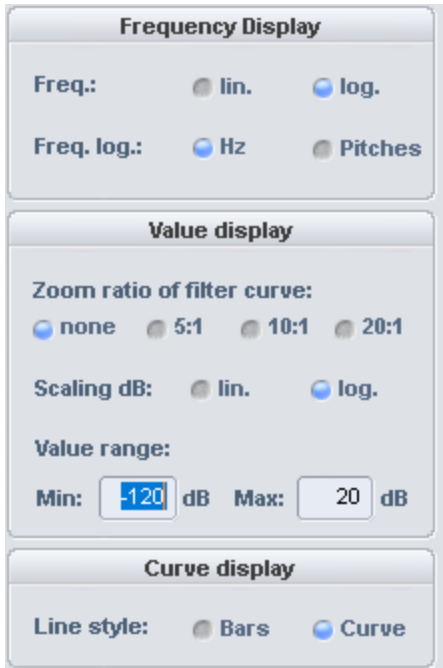 Frequency Display
Freq.: lin. log.
Freq. log.: Hz Pitches
Value display
Zoom ratio of filter curve:
none 5:1 10:1 20:1
Scaling dB: lin. log.
Value range:
Min: -120 dB Max: 20 dB
Curve display
Line style: Bars Curve